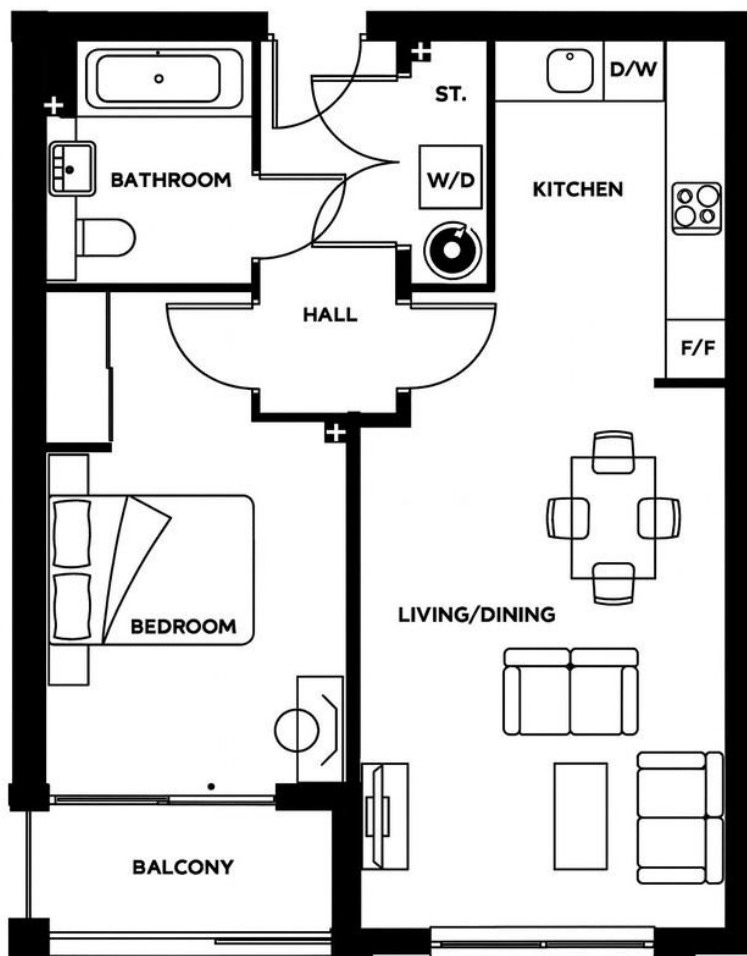 D/W
ST.
BATHROOM
W/D
KITCHEN
HALL
F/F
LIVING/DINING
BEDROOM
BALCONY